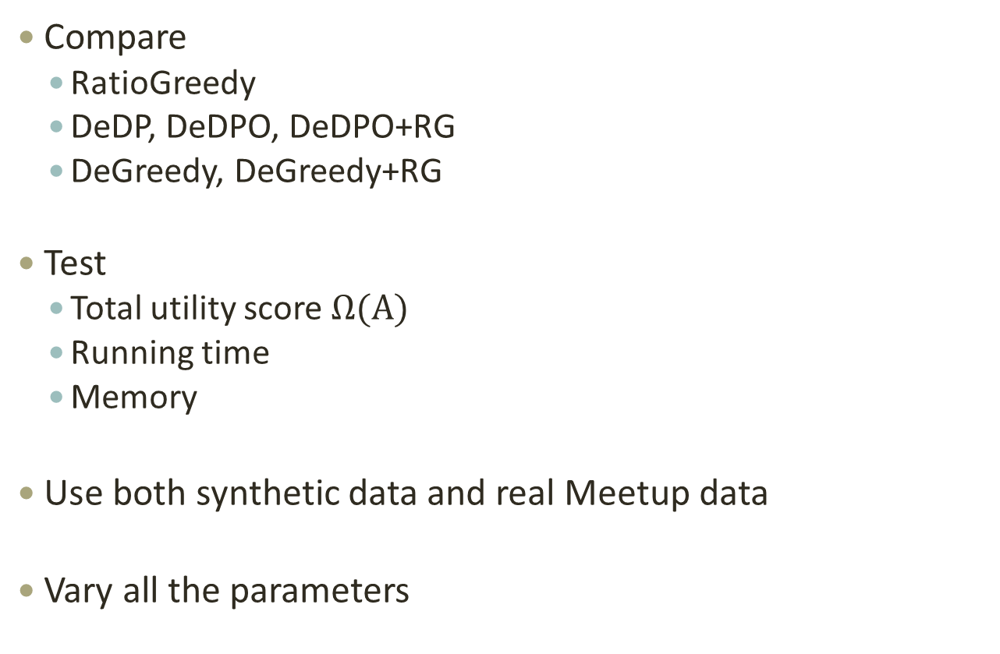 • Compare
• RatioGreedy
• DeDP, DeDPO, DeDPO+RG
• DeGreedy, DeGreedy+RG
• Test
• Total utility score Ω(A)
• Running time
• Memory
• Use both synthetic data and real Meetup data
• Vary all the parameters